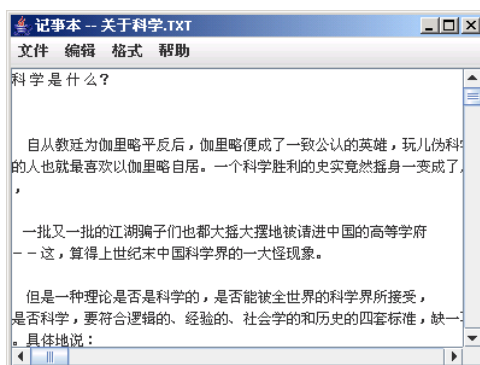 记事本 -- 关于科学.TXT
文件 编辑 格式 帮助
科学是什么?
自从教廷为伽里略平反后，伽里略便成了一致公认的英雄，玩儿伪科
的人也就最喜欢以伽里略自居。一个科学胜利的史实竟然摇身一变成了
，
一批又一批的江湖骗子们也都大摇大摆地被请进中国的高等学府
－－这，算得上世纪末中国科学界的一大怪现象。
但是一种理论是否是科学的，是否能被全世界的科学界所接受，
是否科学，要符合逻辑的、经验的、社会学的和历史的四套标准，缺一
。具体地说：